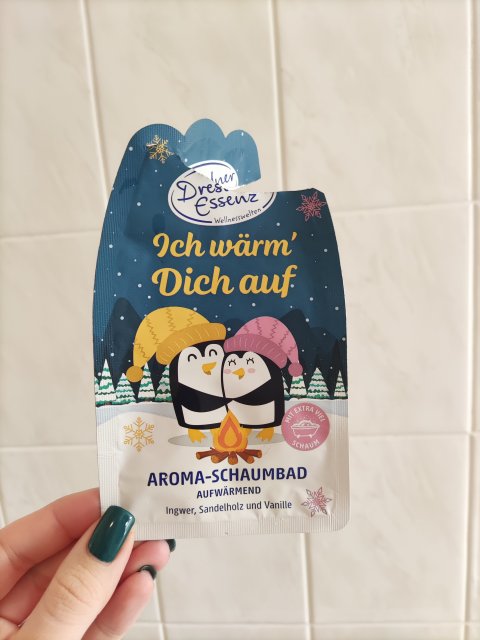 Dresdner
Essenz
Wellnesswelten
Ich wärm'
Dich auf
MIT EXTRA VIEL
SCHAUM
AROMA-SCHAUMBAD
AUFWÄRMEND
Ingwer, Sandelholz und Vanille